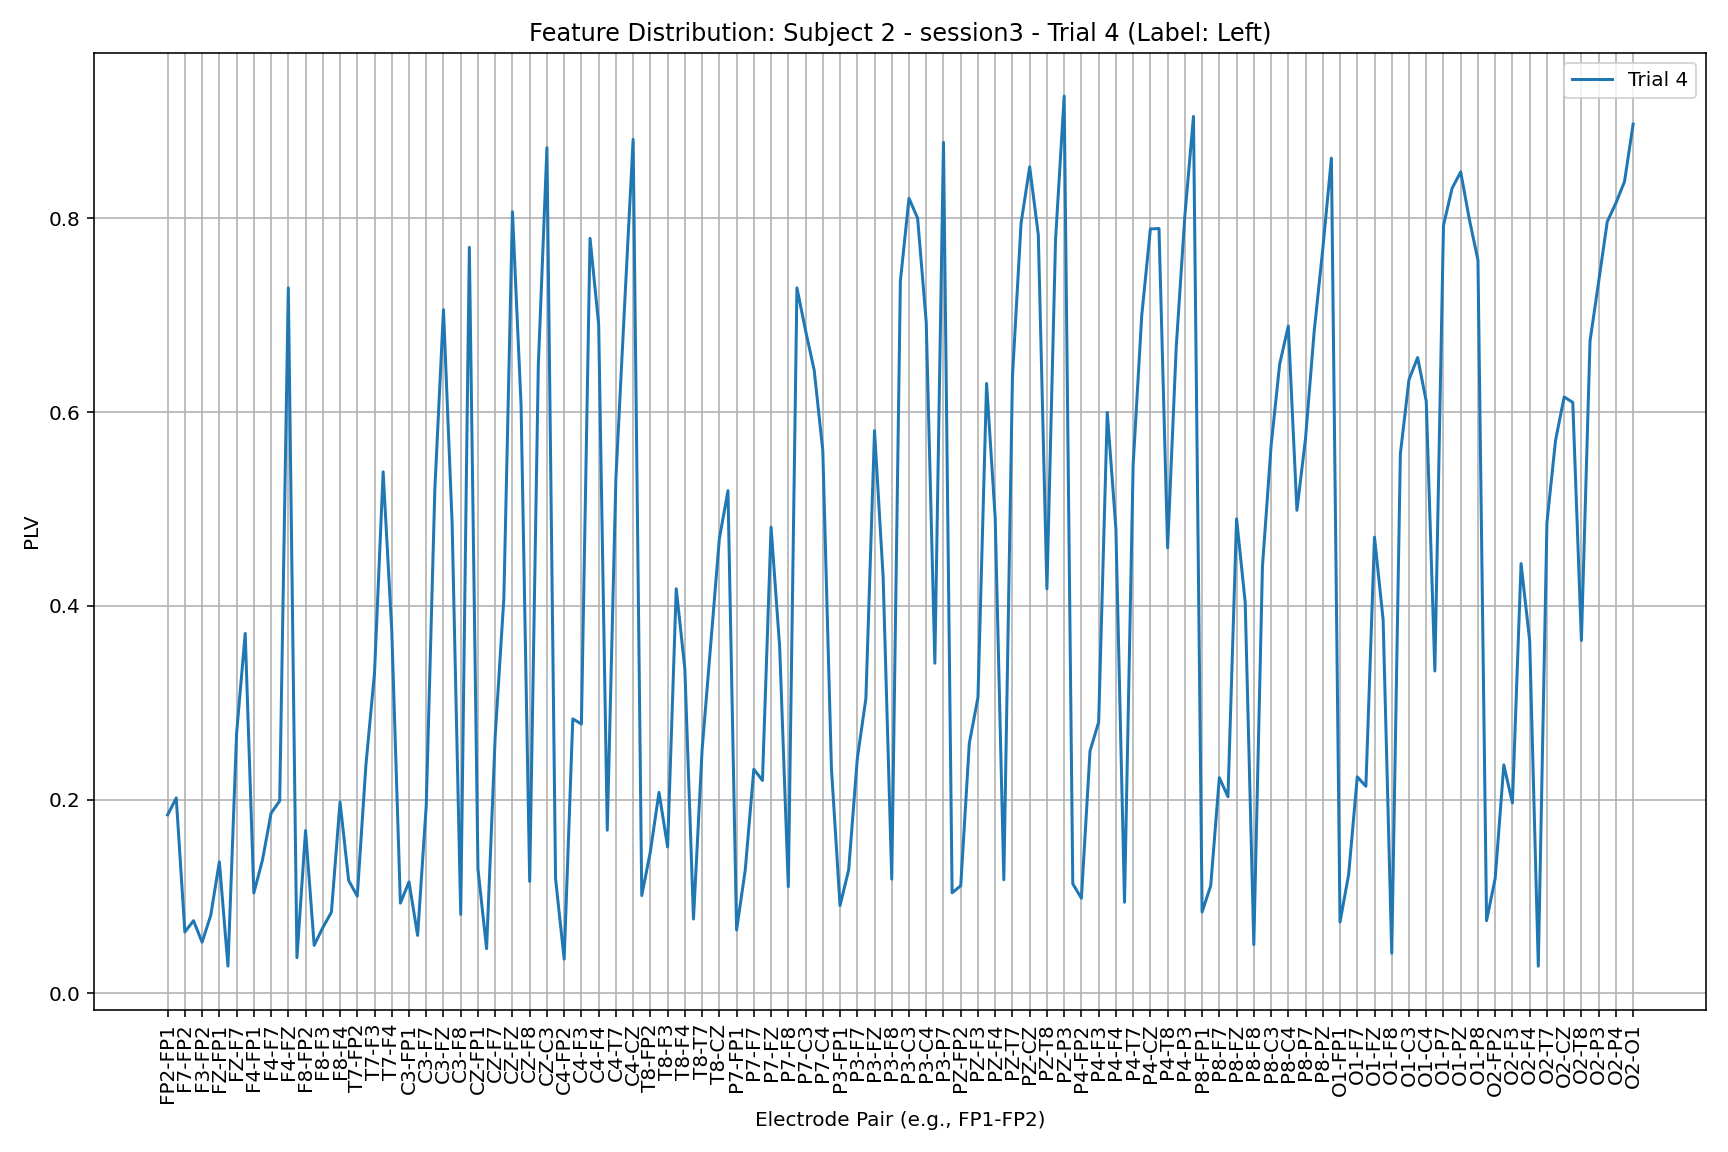 Feature Distribution: Subject 2 - session3 - Trial 4 (Label: Left)
Trial 4
PLV
0.8
0.6
0.4
0.2
0.0
FP2-FP1
F7-FP2
F3-FP2
FZ-FP1
FZ-F7
F4-FP1
F4-F7
F4-FZ
F8-FP2
F8-F3
F8-F4
T7-FP2
T7-F3
T7-F4
C3-FP1
C3-F7
C3-FZ
C3-F8
CZ-FP1
CZ-F7
CZ-FZ
CZ-F8
CZ-C3
C4-FP2
C4-F3
C4-F4
C4-T7
C4-CZ
T8-FP2
T8-F3
T8-F4
T8-T7
T8-CZ
P7-FP1
P7-F7
P7-FZ
P7-F8
P7-C3
P7-C4
P3-FP1
P3-F7
P3-FZ
P3-F8
P3-C3
P3-C4
P3-P7
PZ-FP2
PZ-F3
PZ-F4
PZ-T7
PZ-CZ
PZ-T8
PZ-P3
P4-FP2
P4-F3
P4-F4
P4-T7
P4-CZ
P4-T8
P4-P3
P8-FP1
P8-F7
P8-FZ
P8-F8
P8-C3
P8-C4
P8-P7
P8-PZ
O1-FP1
O1-F7
O1-FZ
O1-F8
O1-C3
O1-C4
O1-P7
O1-PZ
O1-P8
O2-FP2
O2-F3
O2-F4
O2-T7
O2-CZ
O2-T8
O2-P3
O2-P4
O2-O1
Electrode Pair (e.g., FP1-FP2)